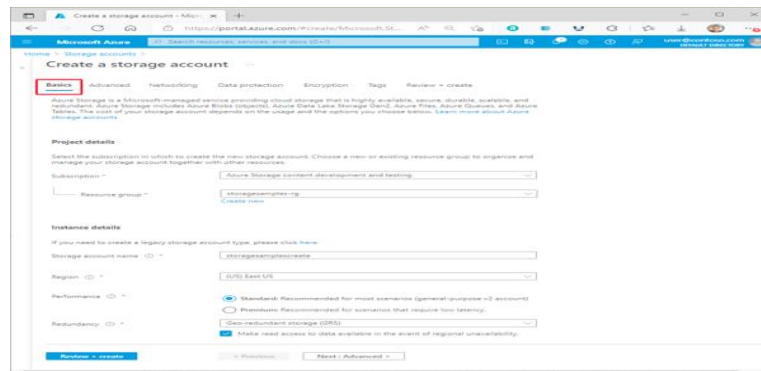 Create a storage account - Micr
https://portal.azure.com/#create/Microsoft.St...
Microsoft Azure
Search resources, services, and docs (G+/)
user@contoso.com
DEFAULT DIRECTORY
Home > Storage accounts >
Create a storage account ...
Basics Advanced Networking Data protection Encryption Tags Review + create
Azure Storage is a Microsoft-managed service providing cloud storage that is highly available, secure, durable, scalable, and
redundant. Azure Storage includes Azure Blobs (objects), Azure Data Lake Storage Gen2, Azure Files, Azure Queues, and Azure
Tables. The cost of your storage account depends on the usage and the options you choose below. Learn more about Azure
storage accounts
Project details
Select the subscription in which to create the new storage account. Choose a new or existing resource group to organize and
manage your storage account together with other resources.
Subscription *
Azure Storage content development and testing
Resource group *
storagesamples-rg
Create new
Instance details
If you need to create a legacy storage account type, please click here.
Storage account name *
storagesamplescreate
Region *
(US) East US
Performance *
Standard: Recommended for most scenarios (general-purpose v2 account)
Premium: Recommended for scenarios that require low latency.
Redundancy *
Geo-redundant storage (GRS)
Make read access to data available in the event of regional unavailability.
Review + create
< Previous
Next : Advanced >